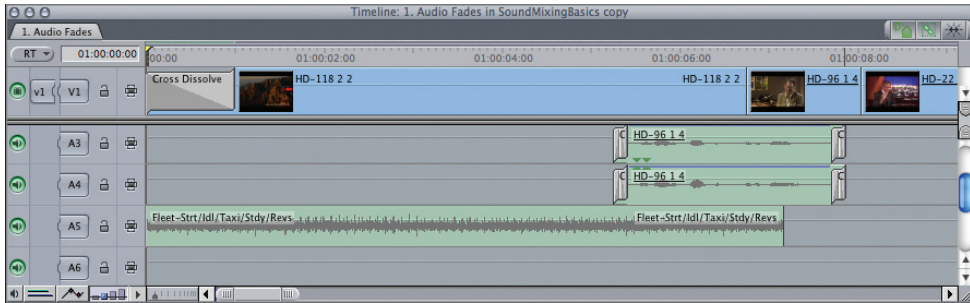 Timeline: 1. Audio Fades in SoundMixingBasics copy
1. Audio Fades
RT 01:00:00:00 00:00 01:00:02:00 01:00:04:00 01:00:06:00 01:00:08:00
v1 V1 Cross Dissolve HD-118 2 2 HD-118 2 2 HD-96 1 4 HD-22
A3 C HD-96 1 4 C
A4 C HD-96 1 4 C
A5 Fleet-Strt/Idl/Taxi/Stdy/Revs Fleet-Strt/Idl/Taxi/Stdy/Revs
A6